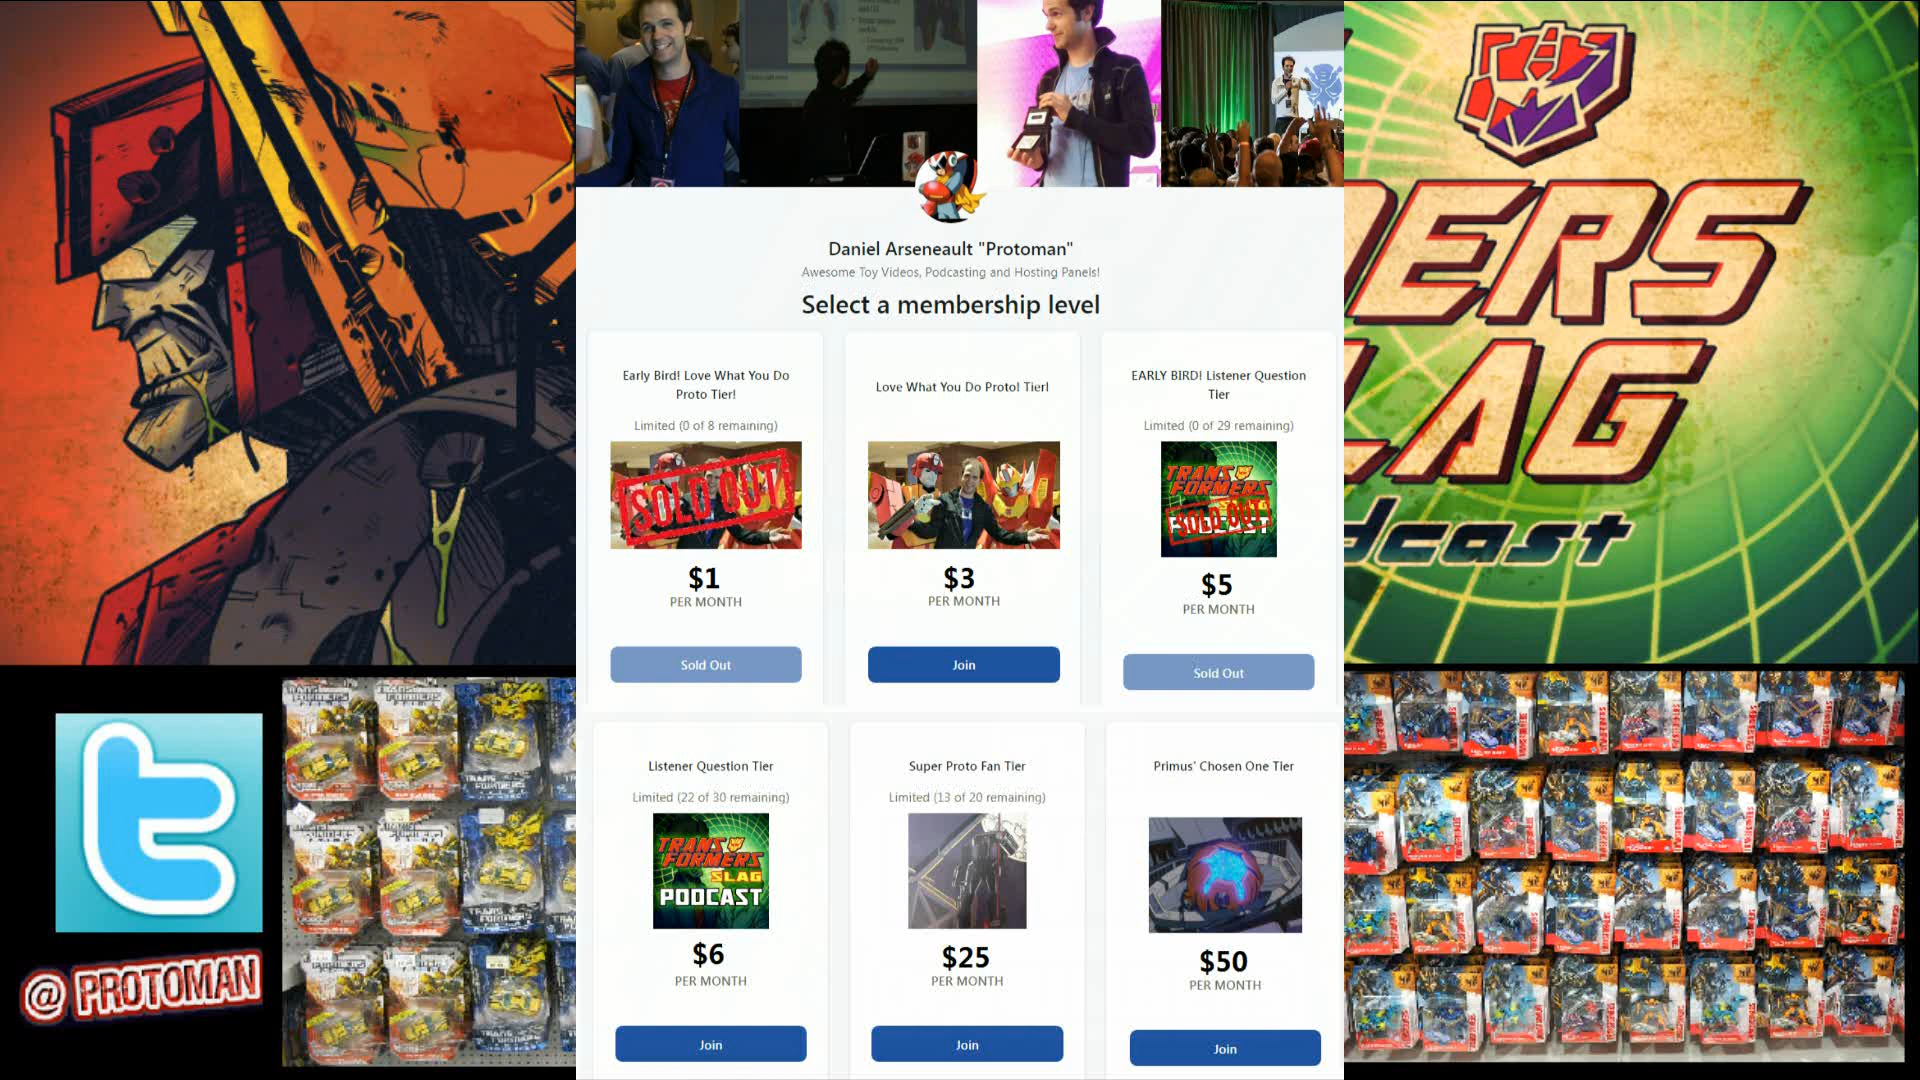 Daniel Arseneault "Protoman"
Awesome Toy Videos, Podcasting and Hosting Panels!
Select a membership level
Early Bird! Love What You Do
Proto Tier!
Limited (0 of 8 remaining)
SOLD OUT
$1
PER MONTH
Sold Out
Love What You Do Proto! Tier!
$3
PER MONTH
Join
EARLY BIRD! Listener Question
Tier
Limited (0 of 29 remaining)
TRANS
FORMERS
SOLD OUT
$5
PER MONTH
Sold Out
Listener Question Tier
Limited (22 of 30 remaining)
TRANS
FORMERS
SLAG
PODCAST
$6
PER MONTH
Join
Super Proto Fan Tier
Limited (13 of 20 remaining)
$25
PER MONTH
Join
Primus' Chosen One Tier
$50
PER MONTH
Join
ERS
LAG
dcast
t
@ PROTOMAN